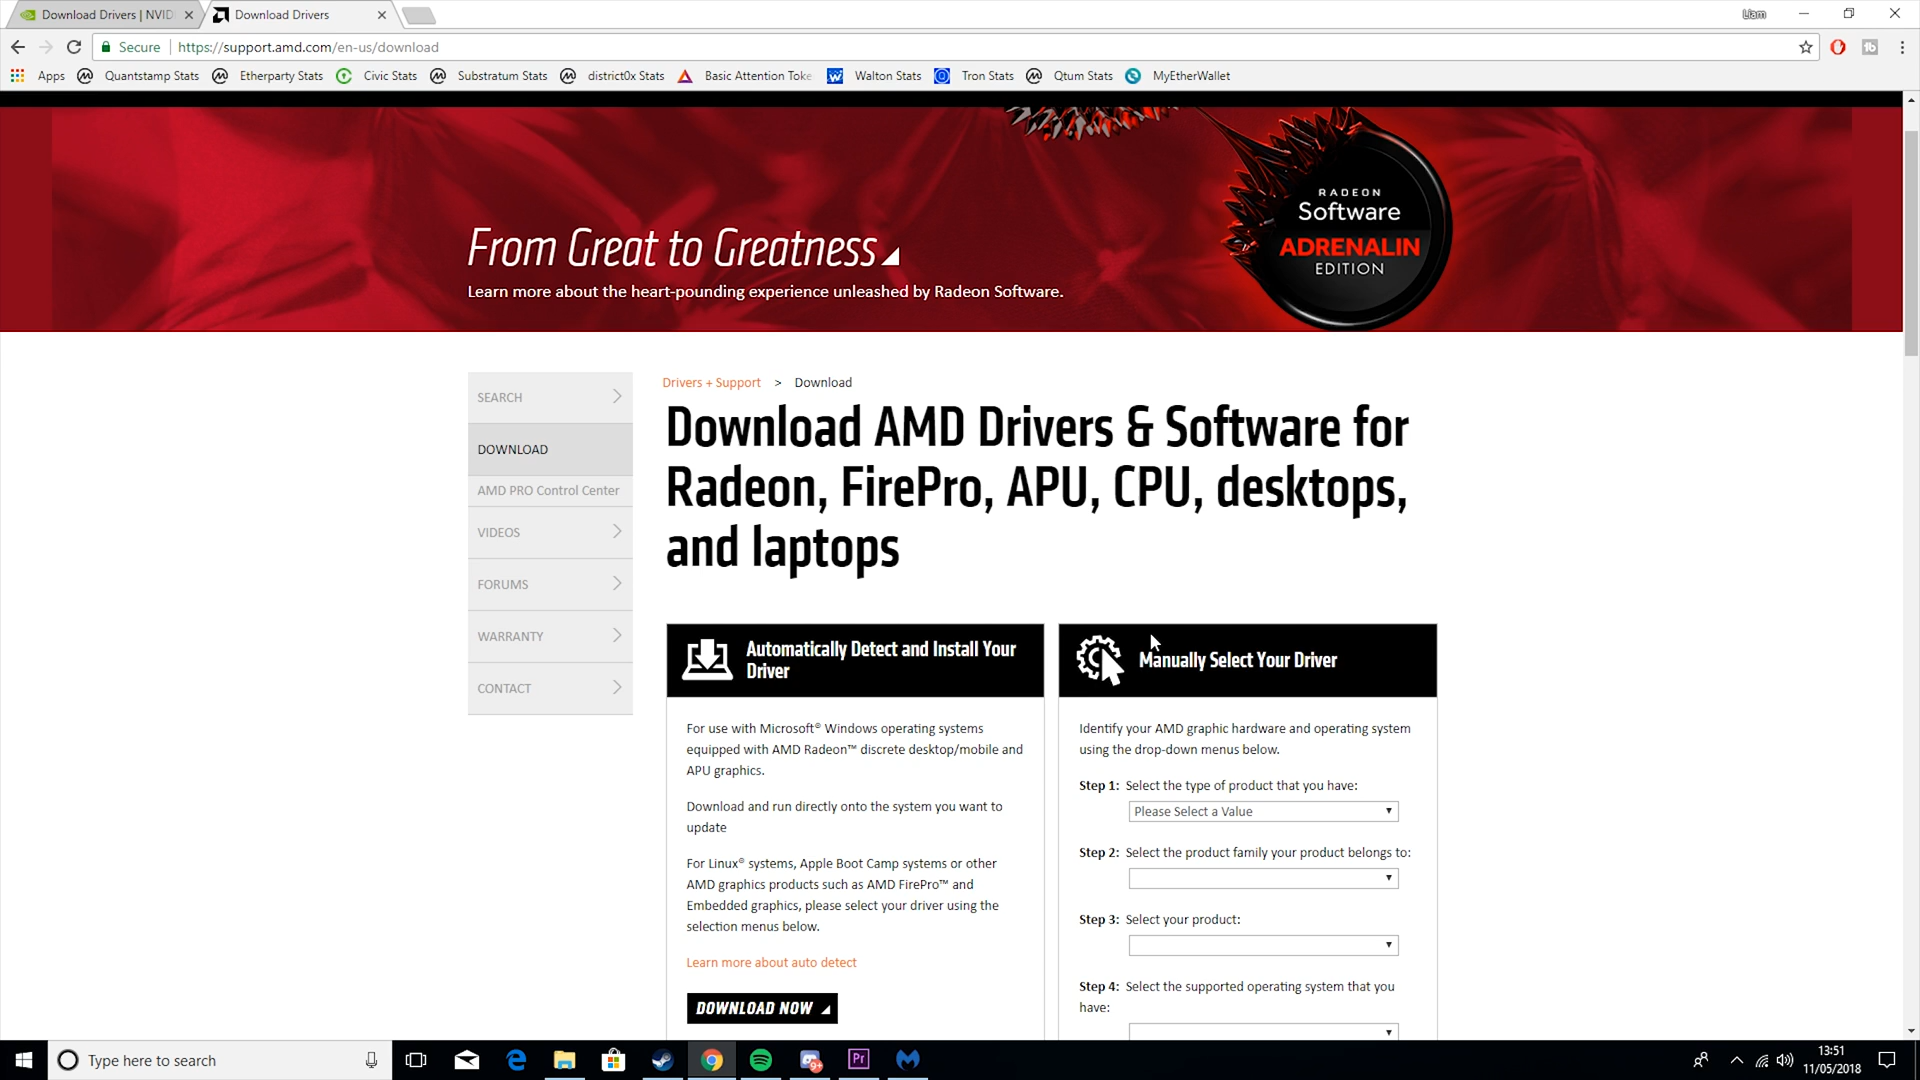 Download Drivers | NVID
Download Drivers
Liam
Secure
https://support.amd.com/en-us/download
Apps
Quantstamp Stats
Etherparty Stats
Civic Stats
Substratum Stats
district0x Stats
Basic Attention Toke
Walton Stats
Tron Stats
Qtum Stats
MyEtherWallet
From Great to Greatness
Learn more about the heart-pounding experience unleashed by Radeon Software.
RADEON
Software
ADRENALIN
EDITION
SEARCH
DOWNLOAD
AMD PRO Control Center
VIDEOS
FORUMS
WARRANTY
CONTACT
Drivers + Support > Download
Download AMD Drivers & Software for
Radeon, FirePro, APU, CPU, desktops,
and laptops
Automatically Detect and Install Your
Driver
For use with Microsoft® Windows operating systems
equipped with AMD Radeon™ discrete desktop/mobile and
APU graphics.
Download and run directly onto the system you want to
update
For Linux® systems, Apple Boot Camp systems or other
AMD graphics products such as AMD FirePro™ and
Embedded graphics, please select your driver using the
selection menus below.
Learn more about auto detect
DOWNLOAD NOW
Manually Select Your Driver
Identify your AMD graphic hardware and operating system
using the drop-down menus below.
Step 1: Select the type of product that you have:
Please Select a Value
Step 2: Select the product family your product belongs to:
Step 3: Select your product:
Step 4: Select the supported operating system that you
have:
Type here to search
9+
Pr
13:51
11/05/2018